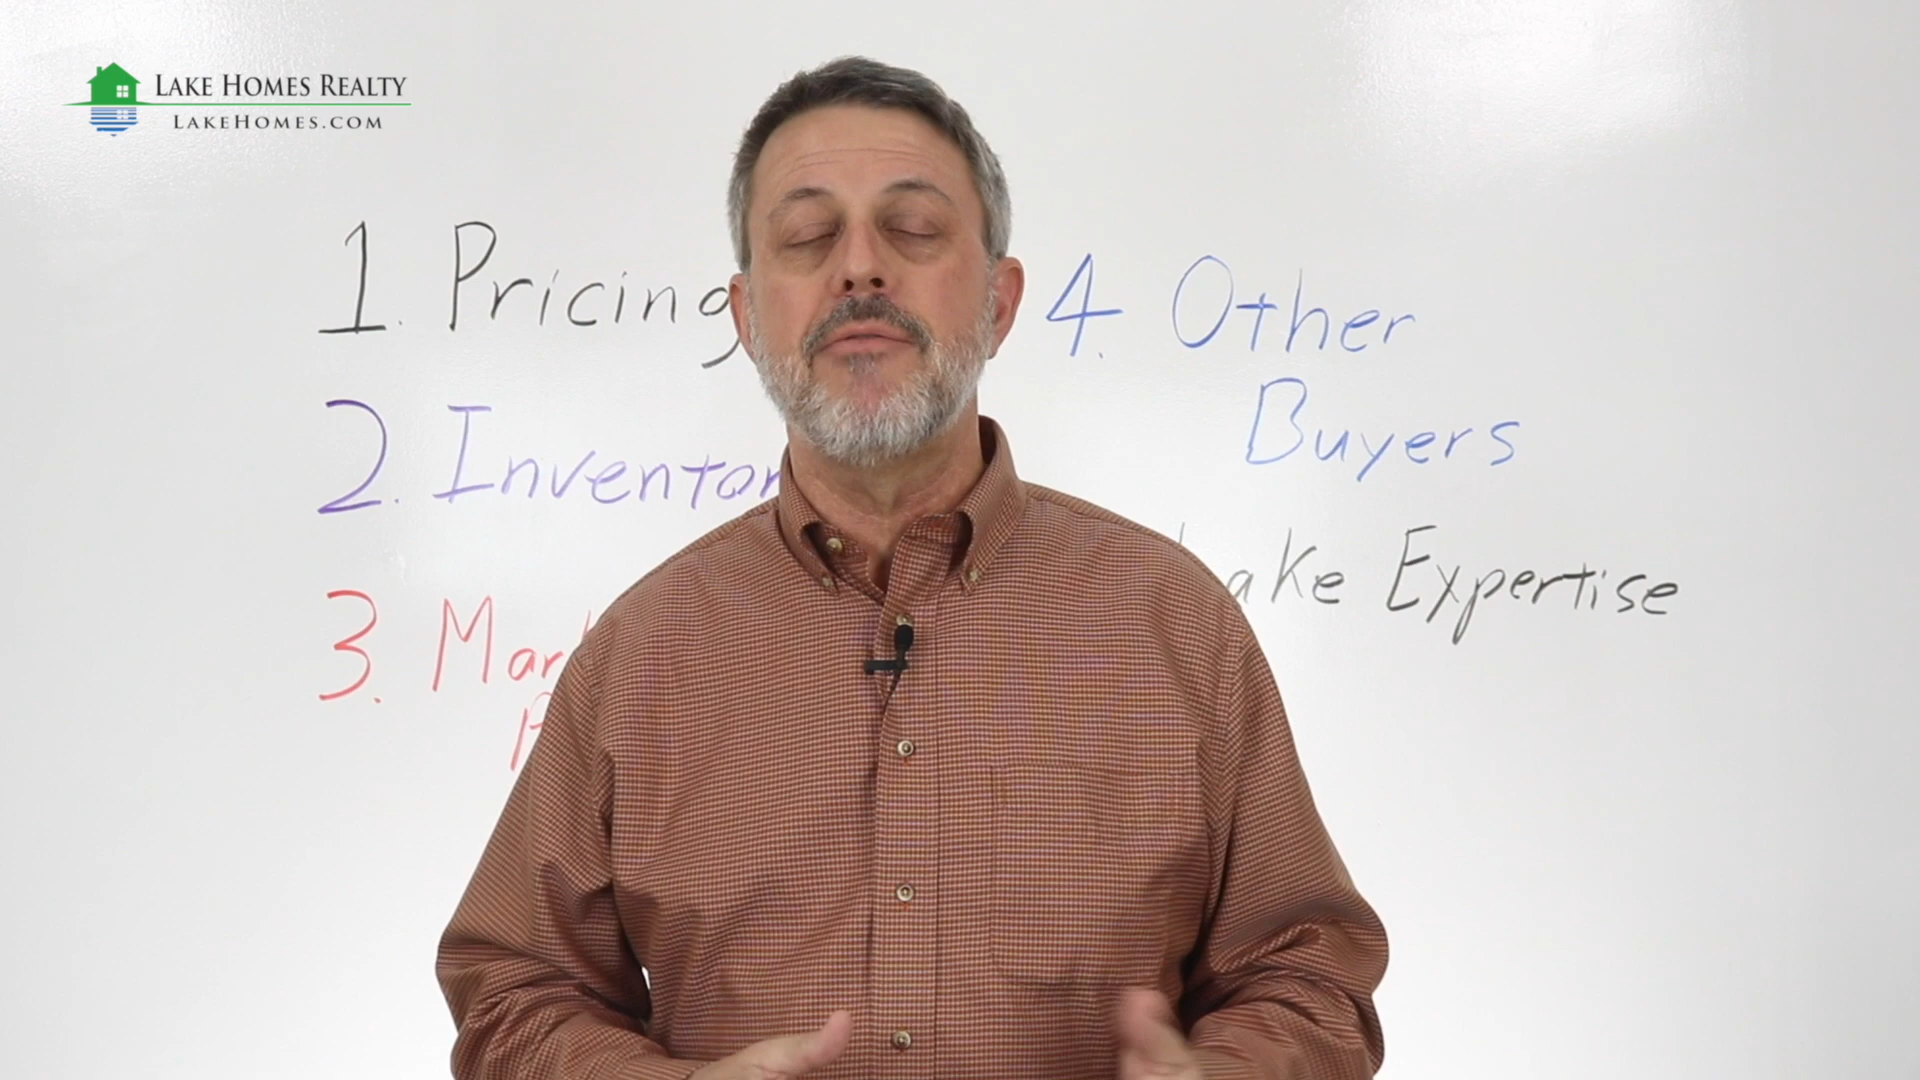 LAKE HOMES REALTY
LAKEHOMES.COM
1. Pricing
2. Inventor
3. Mar
4. Other
Buyers
ake Expertise